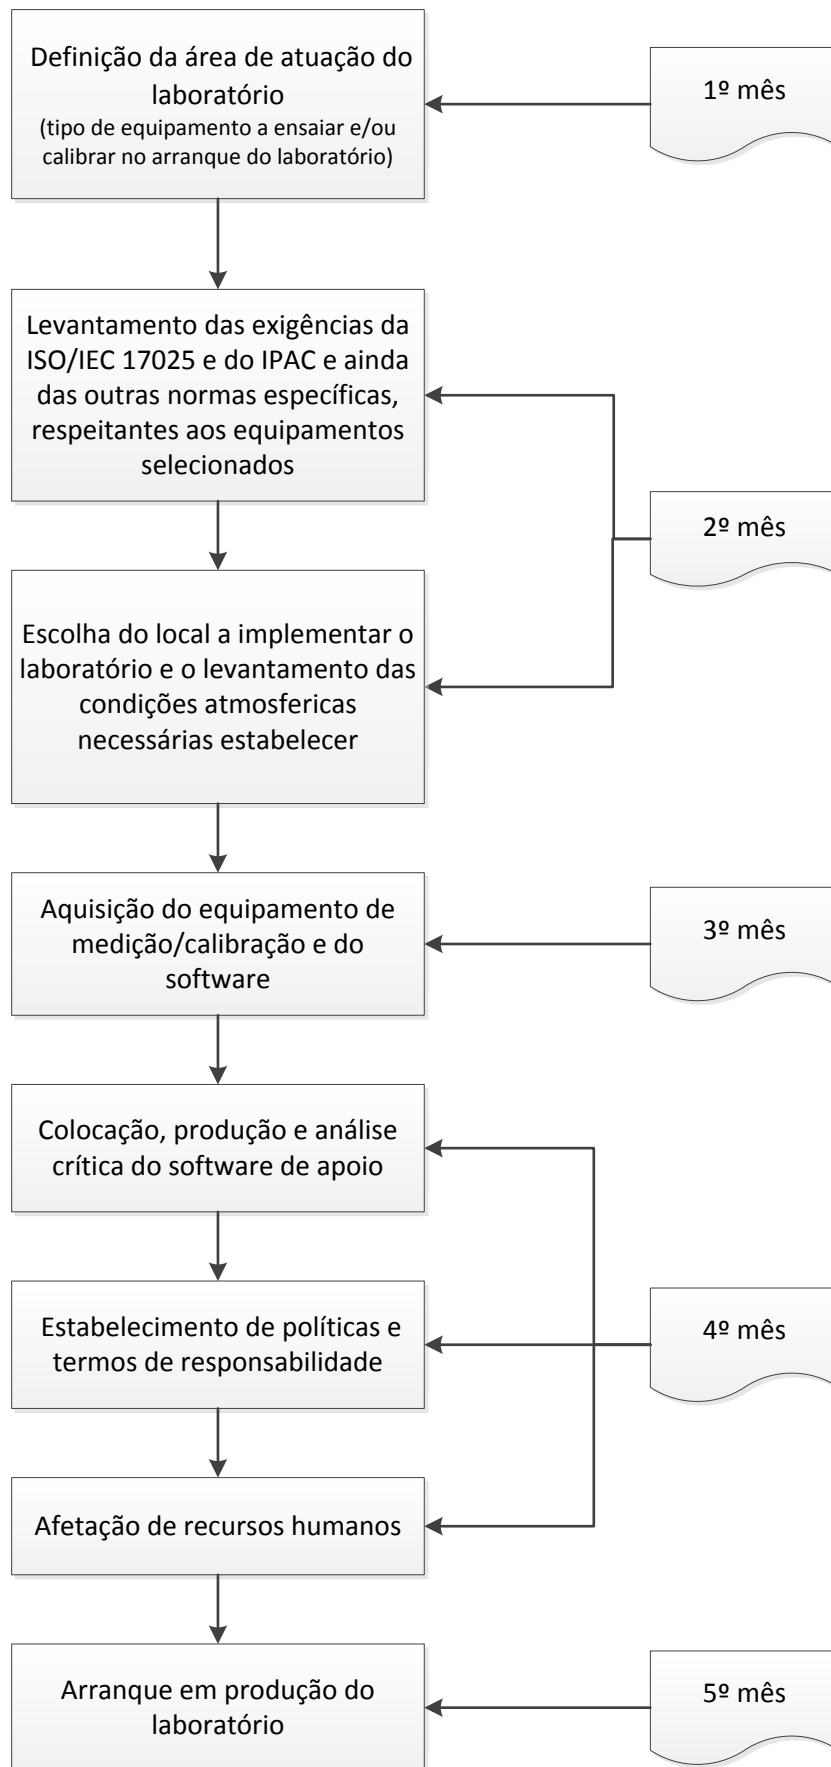 Definição da área de atuação do
laboratório
(tipo de equipamento a ensaiar e/ou
calibrar no arranque do laboratório)
1º mês
Levantamento das exigências da
ISO/IEC 17025 e do IPAC e ainda
das outras normas específicas,
respeitantes aos equipamentos
selecionados
2º mês
Escolha do local a implementar o
laboratório e o levantamento das
condições atmosfericas
necessárias estabelecer
Aquisição do equipamento de
medição/calibração e do
software
3º mês
Colocação, produção e análise
crítica do software de apoio
Estabelecimento de políticas e
termos de responsabilidade
4º mês
Afetação de recursos humanos
Arranque em produção do
laboratório
5º mês